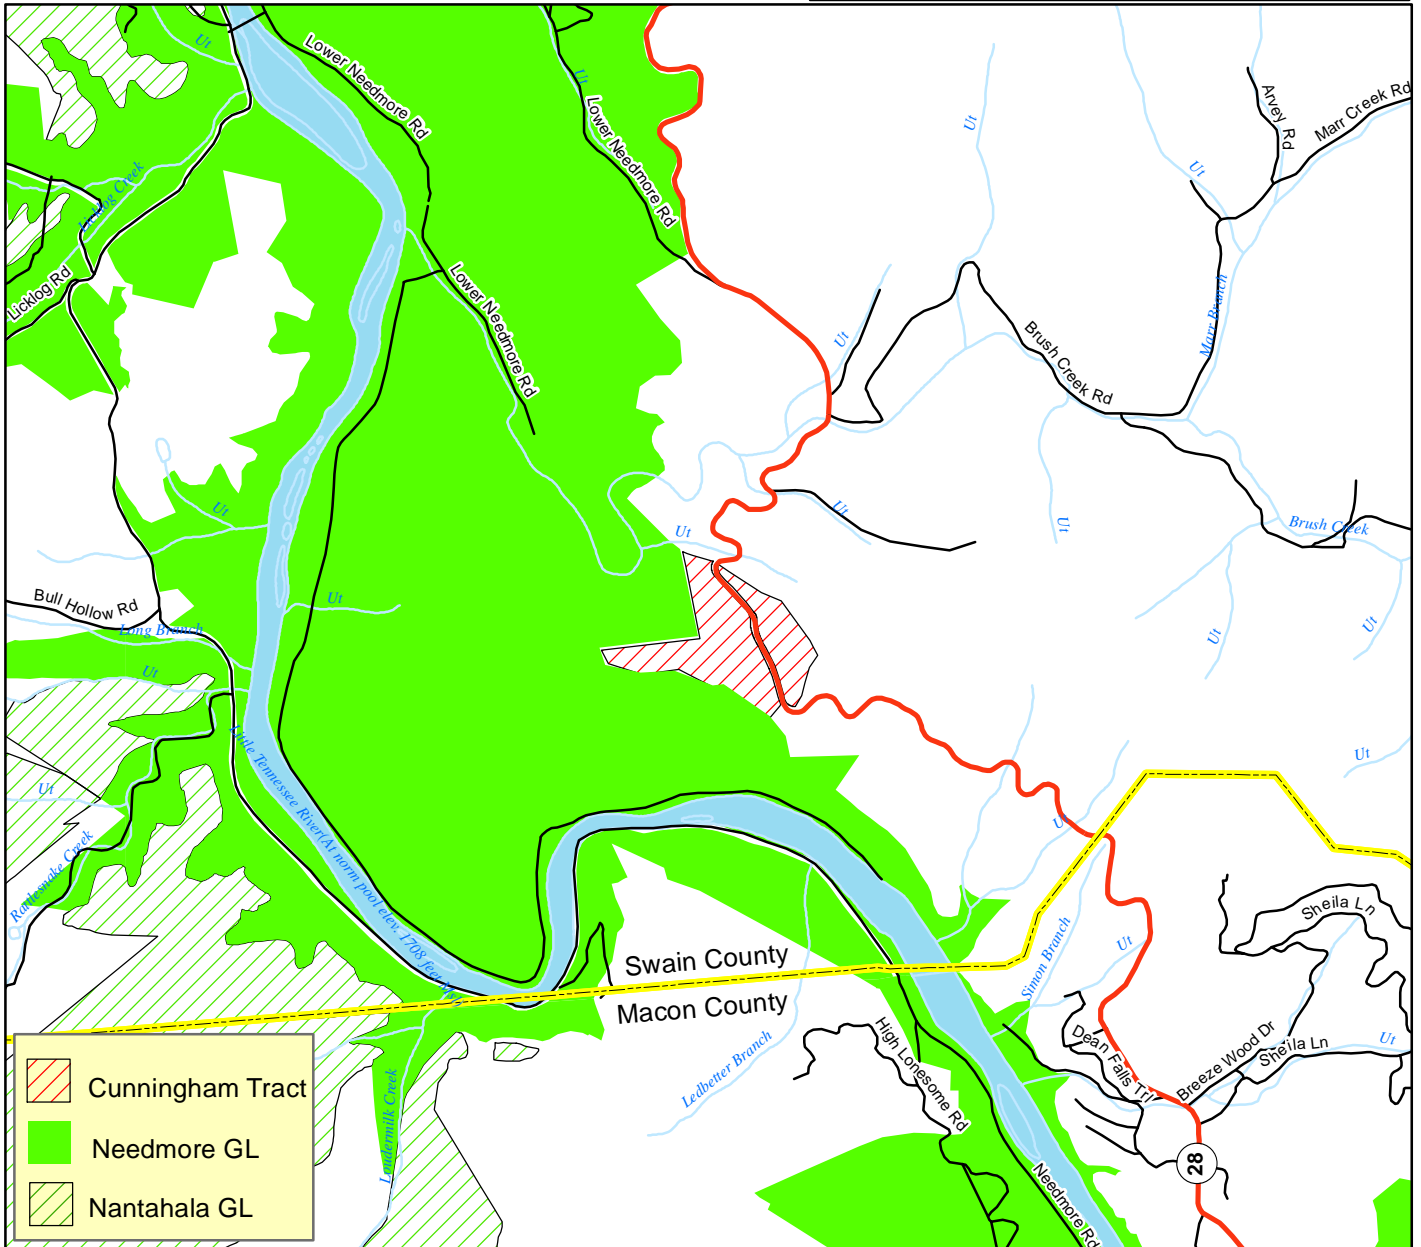 Ut
Lower Needmore Rd
Ut
Lower Needmore Rd
Ut
Arvey Rd
Marr Creek Rd
Ut
Licklog Creek
Licklog Rd
Lower Needmore Rd
Ut
Marr Branch
Brush Creek Rd
Ut
Ut
Ut
Ut
Brush Creek
Bull Hollow Rd
Long Branch
Ut
Ut
Ut
Ut
Little Tennessee River(At norm pool elev. 1708 feet Msl)
Ut
Ut
Ut
Rattlesnake Creek
Sheila Ln
Swain County
Macon County
Simon Branch
Ut
High Lonesome Rd
Ledbetter Branch
Dean Falls Trl
Breeze Wood Dr
Sheila Ln
Ut
Loudermilk Creek
Needmore Rd
28
Cunningham Tract
Needmore GL
Nantahala GL